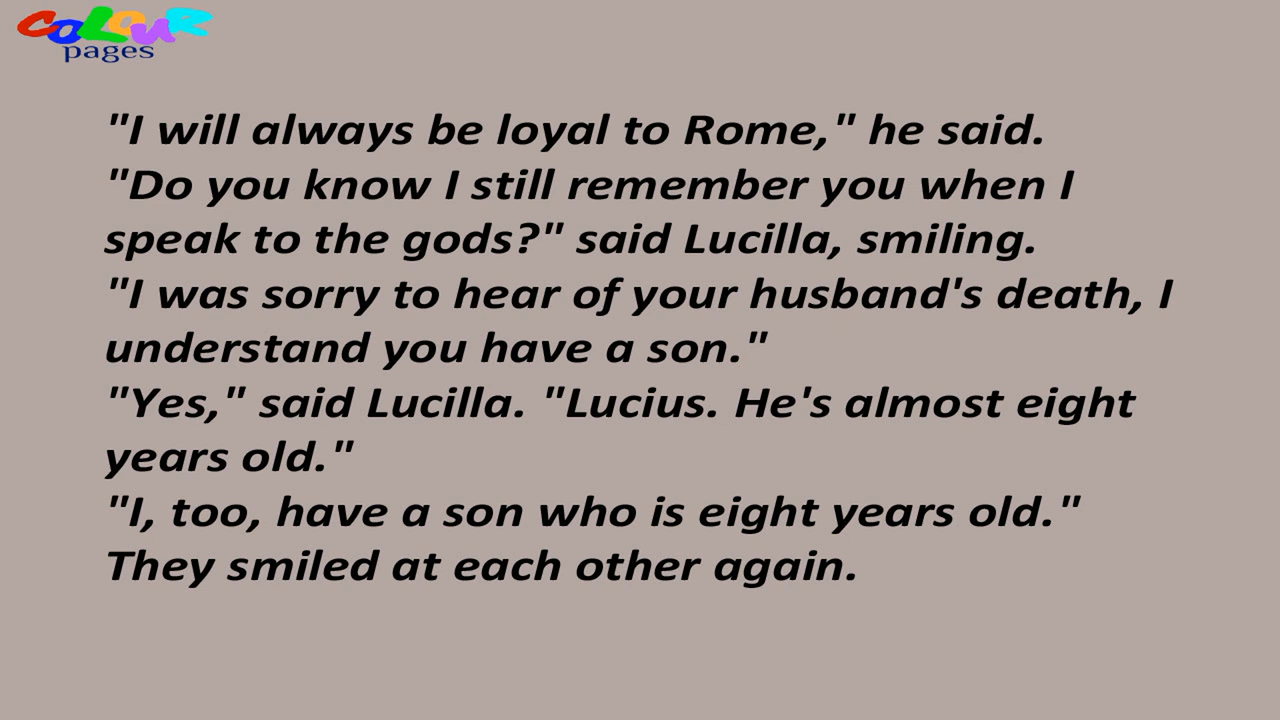 COLOUR
pages
"I will always be loyal to Rome," he said.
"Do you know I still remember you when I
speak to the gods?" said Lucilla, smiling.
"I was sorry to hear of your husband's death, I
understand you have a son."
"Yes," said Lucilla. "Lucius. He's almost eight
years old."
"I, too, have a son who is eight years old."
They smiled at each other again.